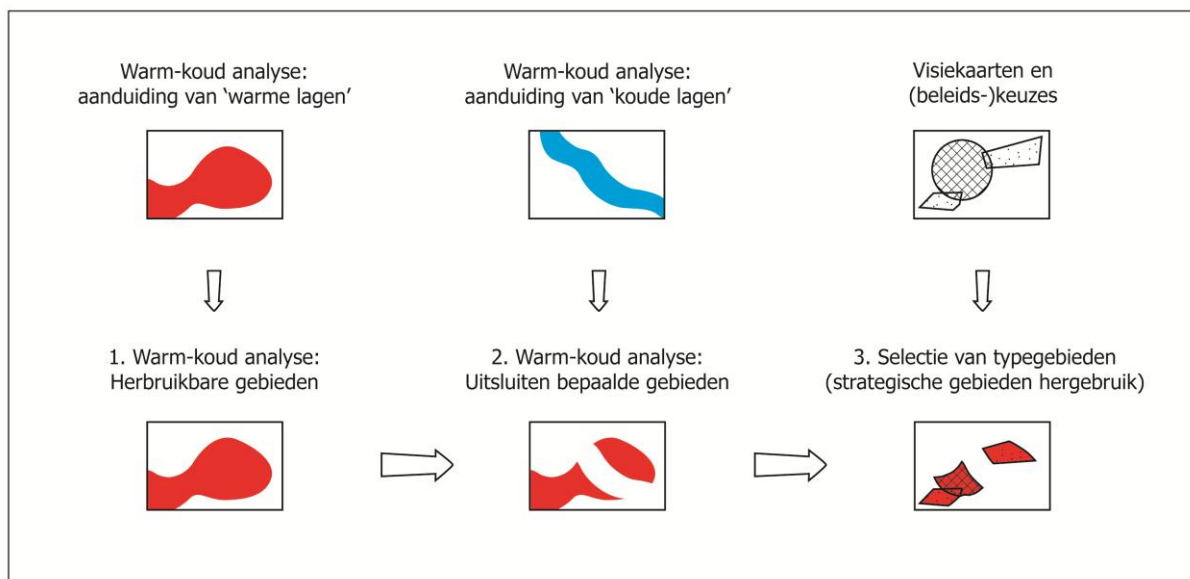 Warm-koud analyse:
aanduiding van ‘warme lagen’
Warm-koud analyse:
aanduiding van ‘koude lagen’
Visiekaarten en
(beleids-)keuzes
1. Warm-koud analyse:
Herbruikbare gebieden
2. Warm-koud analyse:
Uitsluiten bepaalde gebieden
3. Selectie van typegebieden
(strategische gebieden hergebruik)